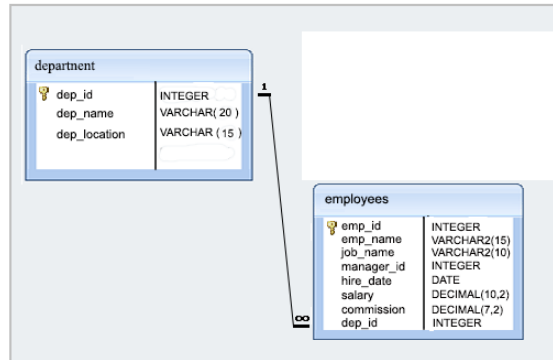 department
dep_id INTEGER
dep_name VARCHAR( 20 )
dep_location VARCHAR ( 15 )
1
employees
emp_id INTEGER
emp_name VARCHAR2(15)
job_name VARCHAR2(10)
manager_id INTEGER
hire_date DATE
salary DECIMAL(10,2)
commission DECIMAL(7,2)
dep_id INTEGER
∞